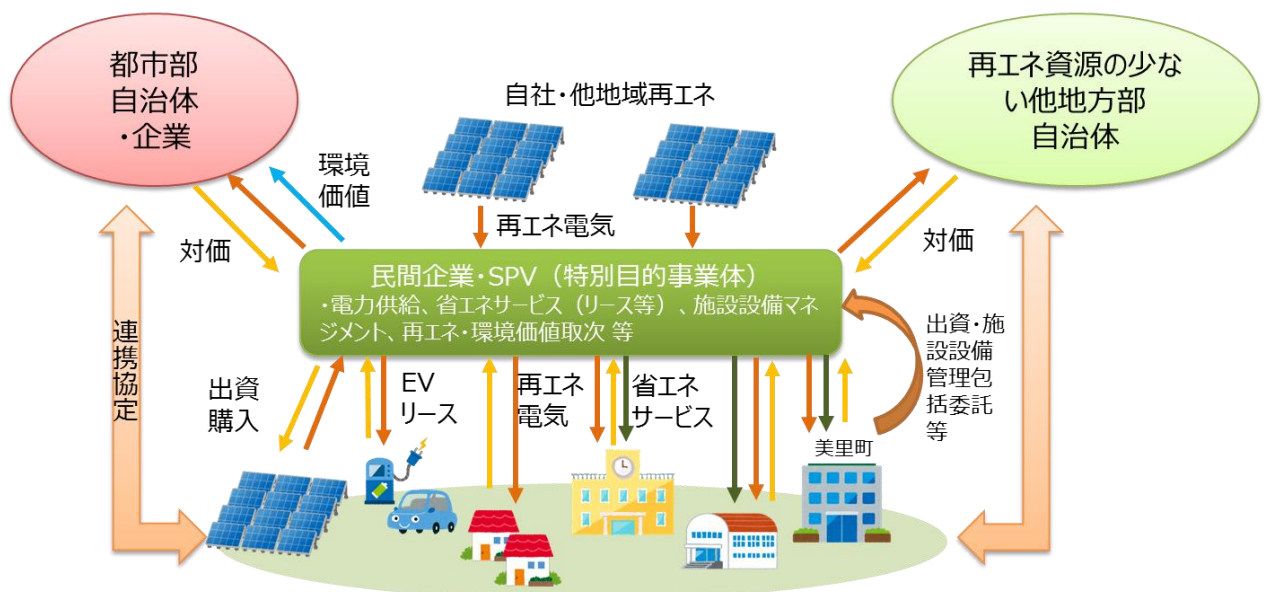 都市部
自治体
・企業
再エネ資源の少な
い他地方部
自治体
自社・他地域再エネ
環境
価値
対価
再エネ電気
対価
民間企業・SPV（特別目的事業体）
・電力供給、省エネサービス（リース等）、施設設備マネ
ジメント、再エネ・環境価値取次 等
連携協定
出資
購入
EV
リース
再エネ
電気
省エネ
サービス
出資・施
設設備
管理包
括委託
等
美里町